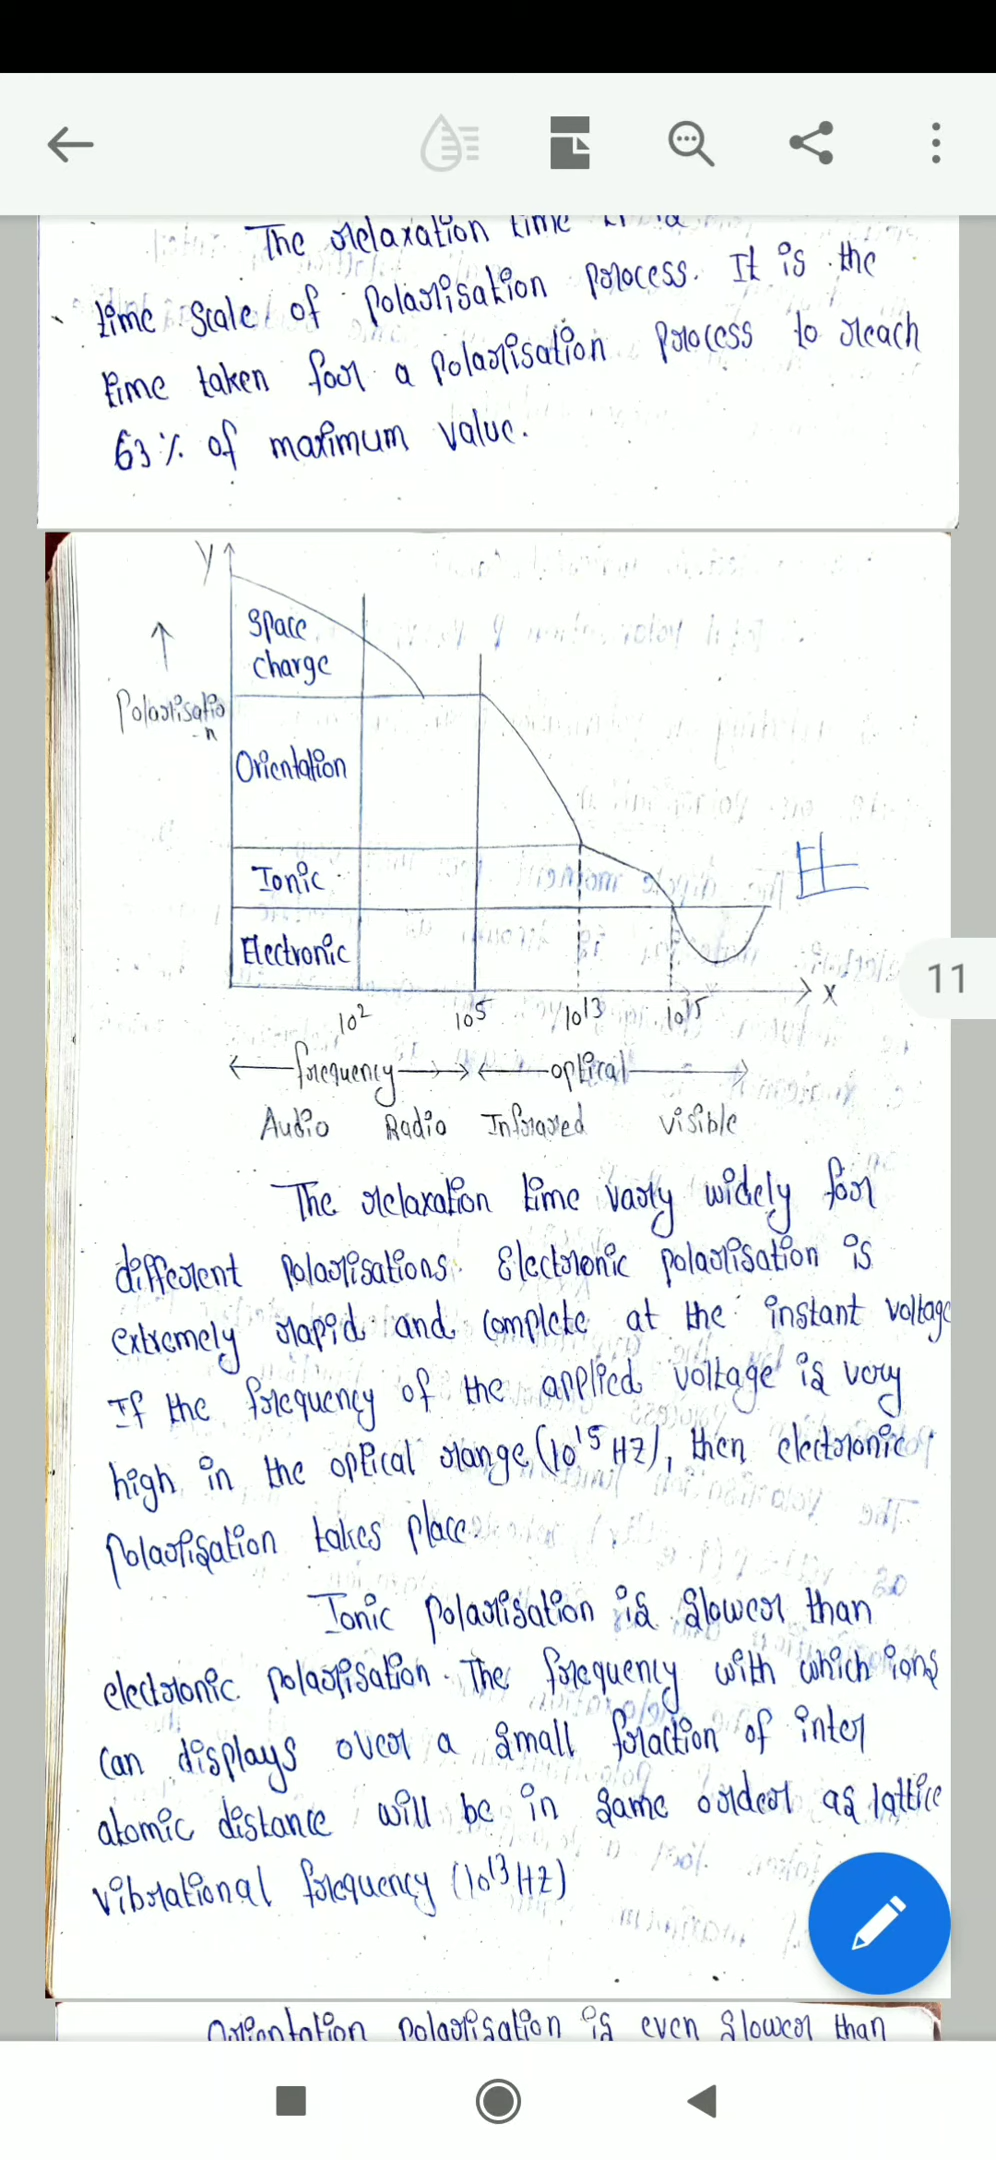 The relaxation time
time scale of polarisation process. It is the
time taken for a polarisation process to reach
63% of maximum value.
Y
Space
charge
Polarisatio
-n
Orientation
Ionic
Electronic
11
X
10² 10⁵ 10¹³ 10¹⁵
frequency optical
Audio Radio Infrared visible
The relaxation time vary widely for
different polarisations. Electronic polarisation is
extremely rapid and complete at the instant voltage
If the frequency of the applied voltage is very
high in the optical range (10¹⁵ HZ), then electronic
polarisation takes place.
Ionic polarisation is slower than
electronic polarisation. The frequency with which ions
can displays over a small fraction of inter
atomic distance will be in same order as lattice
vibrational frequency (10¹³ HZ)
Orientation polarisation is even slower than